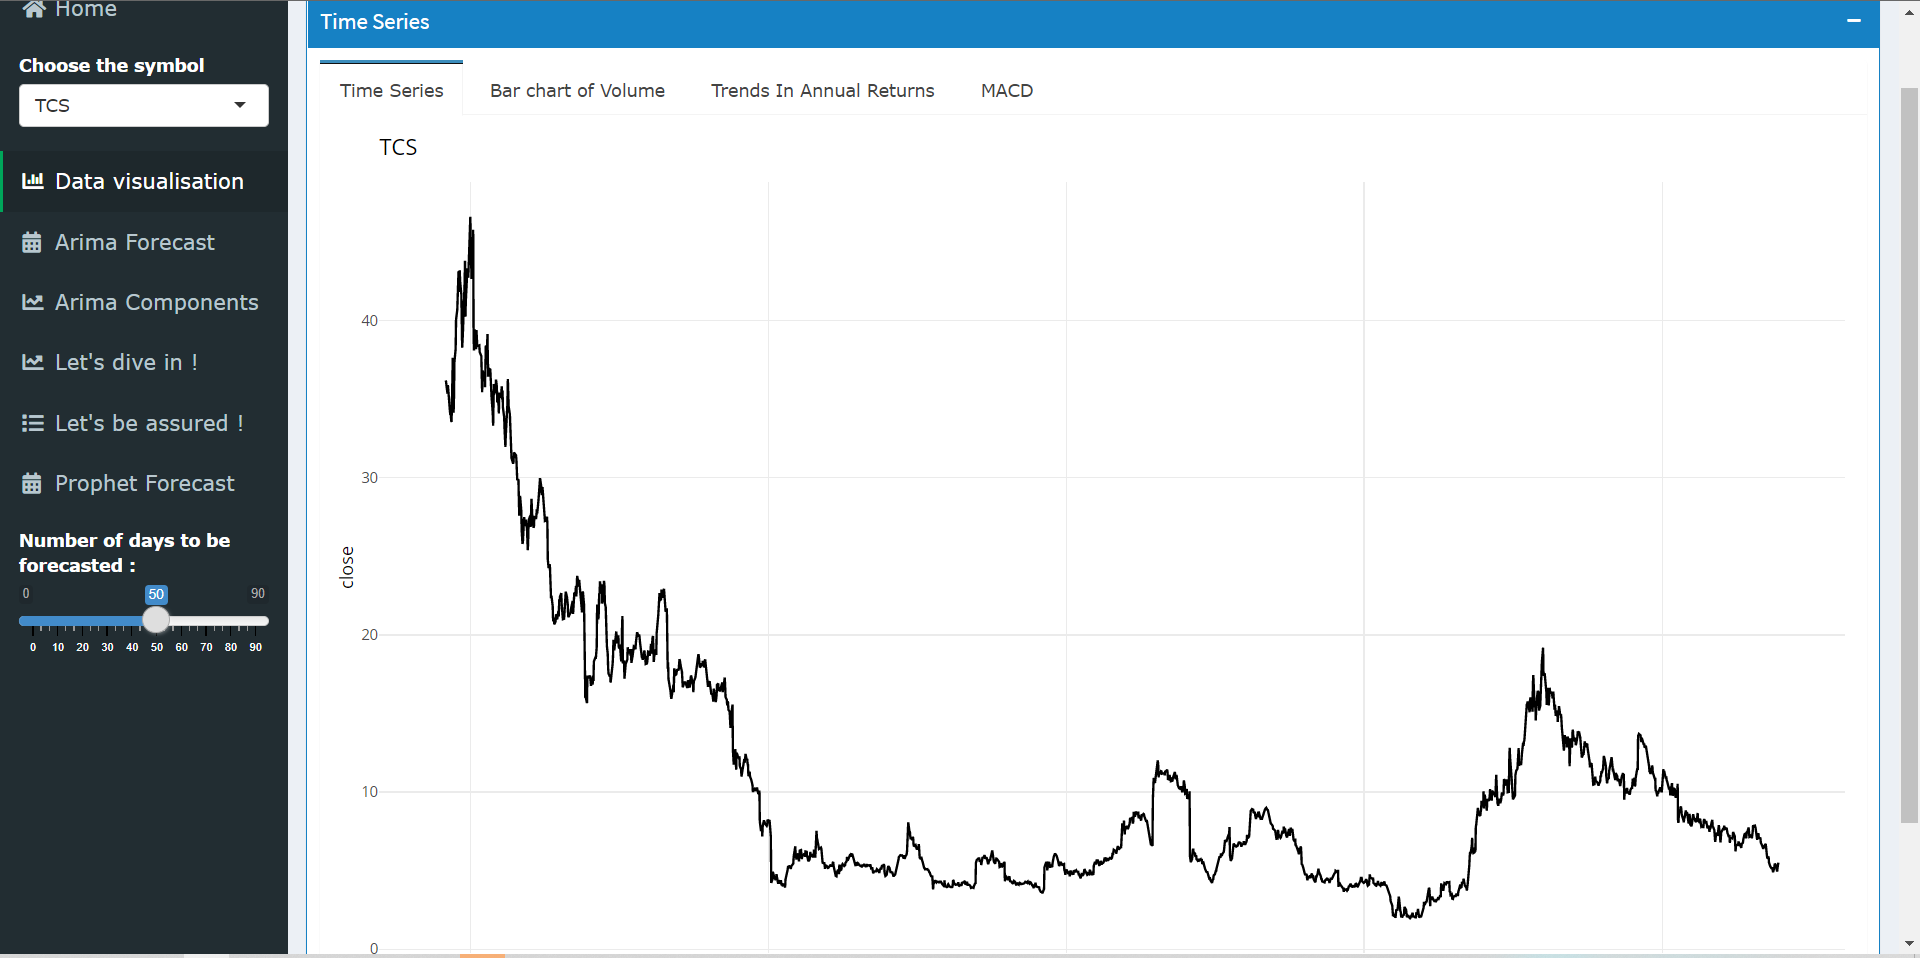 Home
Choose the symbol
TCS
Data visualisation
Arima Forecast
Arima Components
Let's dive in !
Let's be assured !
Prophet Forecast
Number of days to be
forecasted :
0 50 90
0 10 20 30 40 50 60 70 80 90
Time Series
Time Series Bar chart of Volume Trends In Annual Returns MACD
TCS
40
30
close
20
10
0